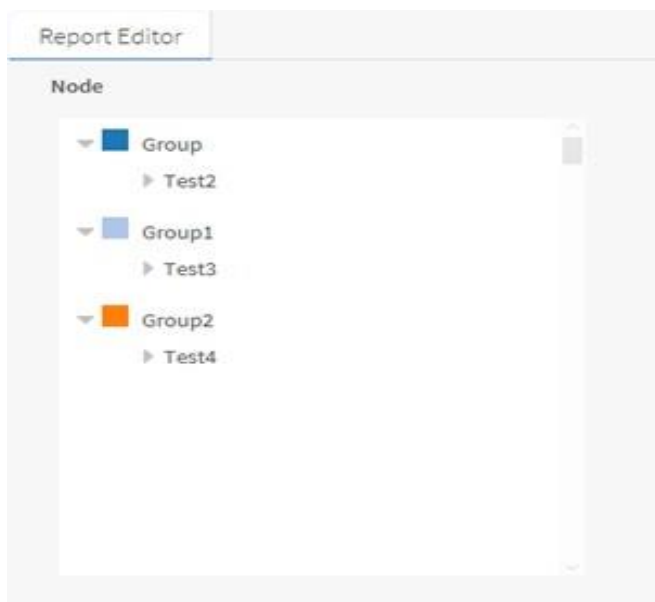 Report Editor
Node
Group
Test2
Group1
Test3
Group2
Test4